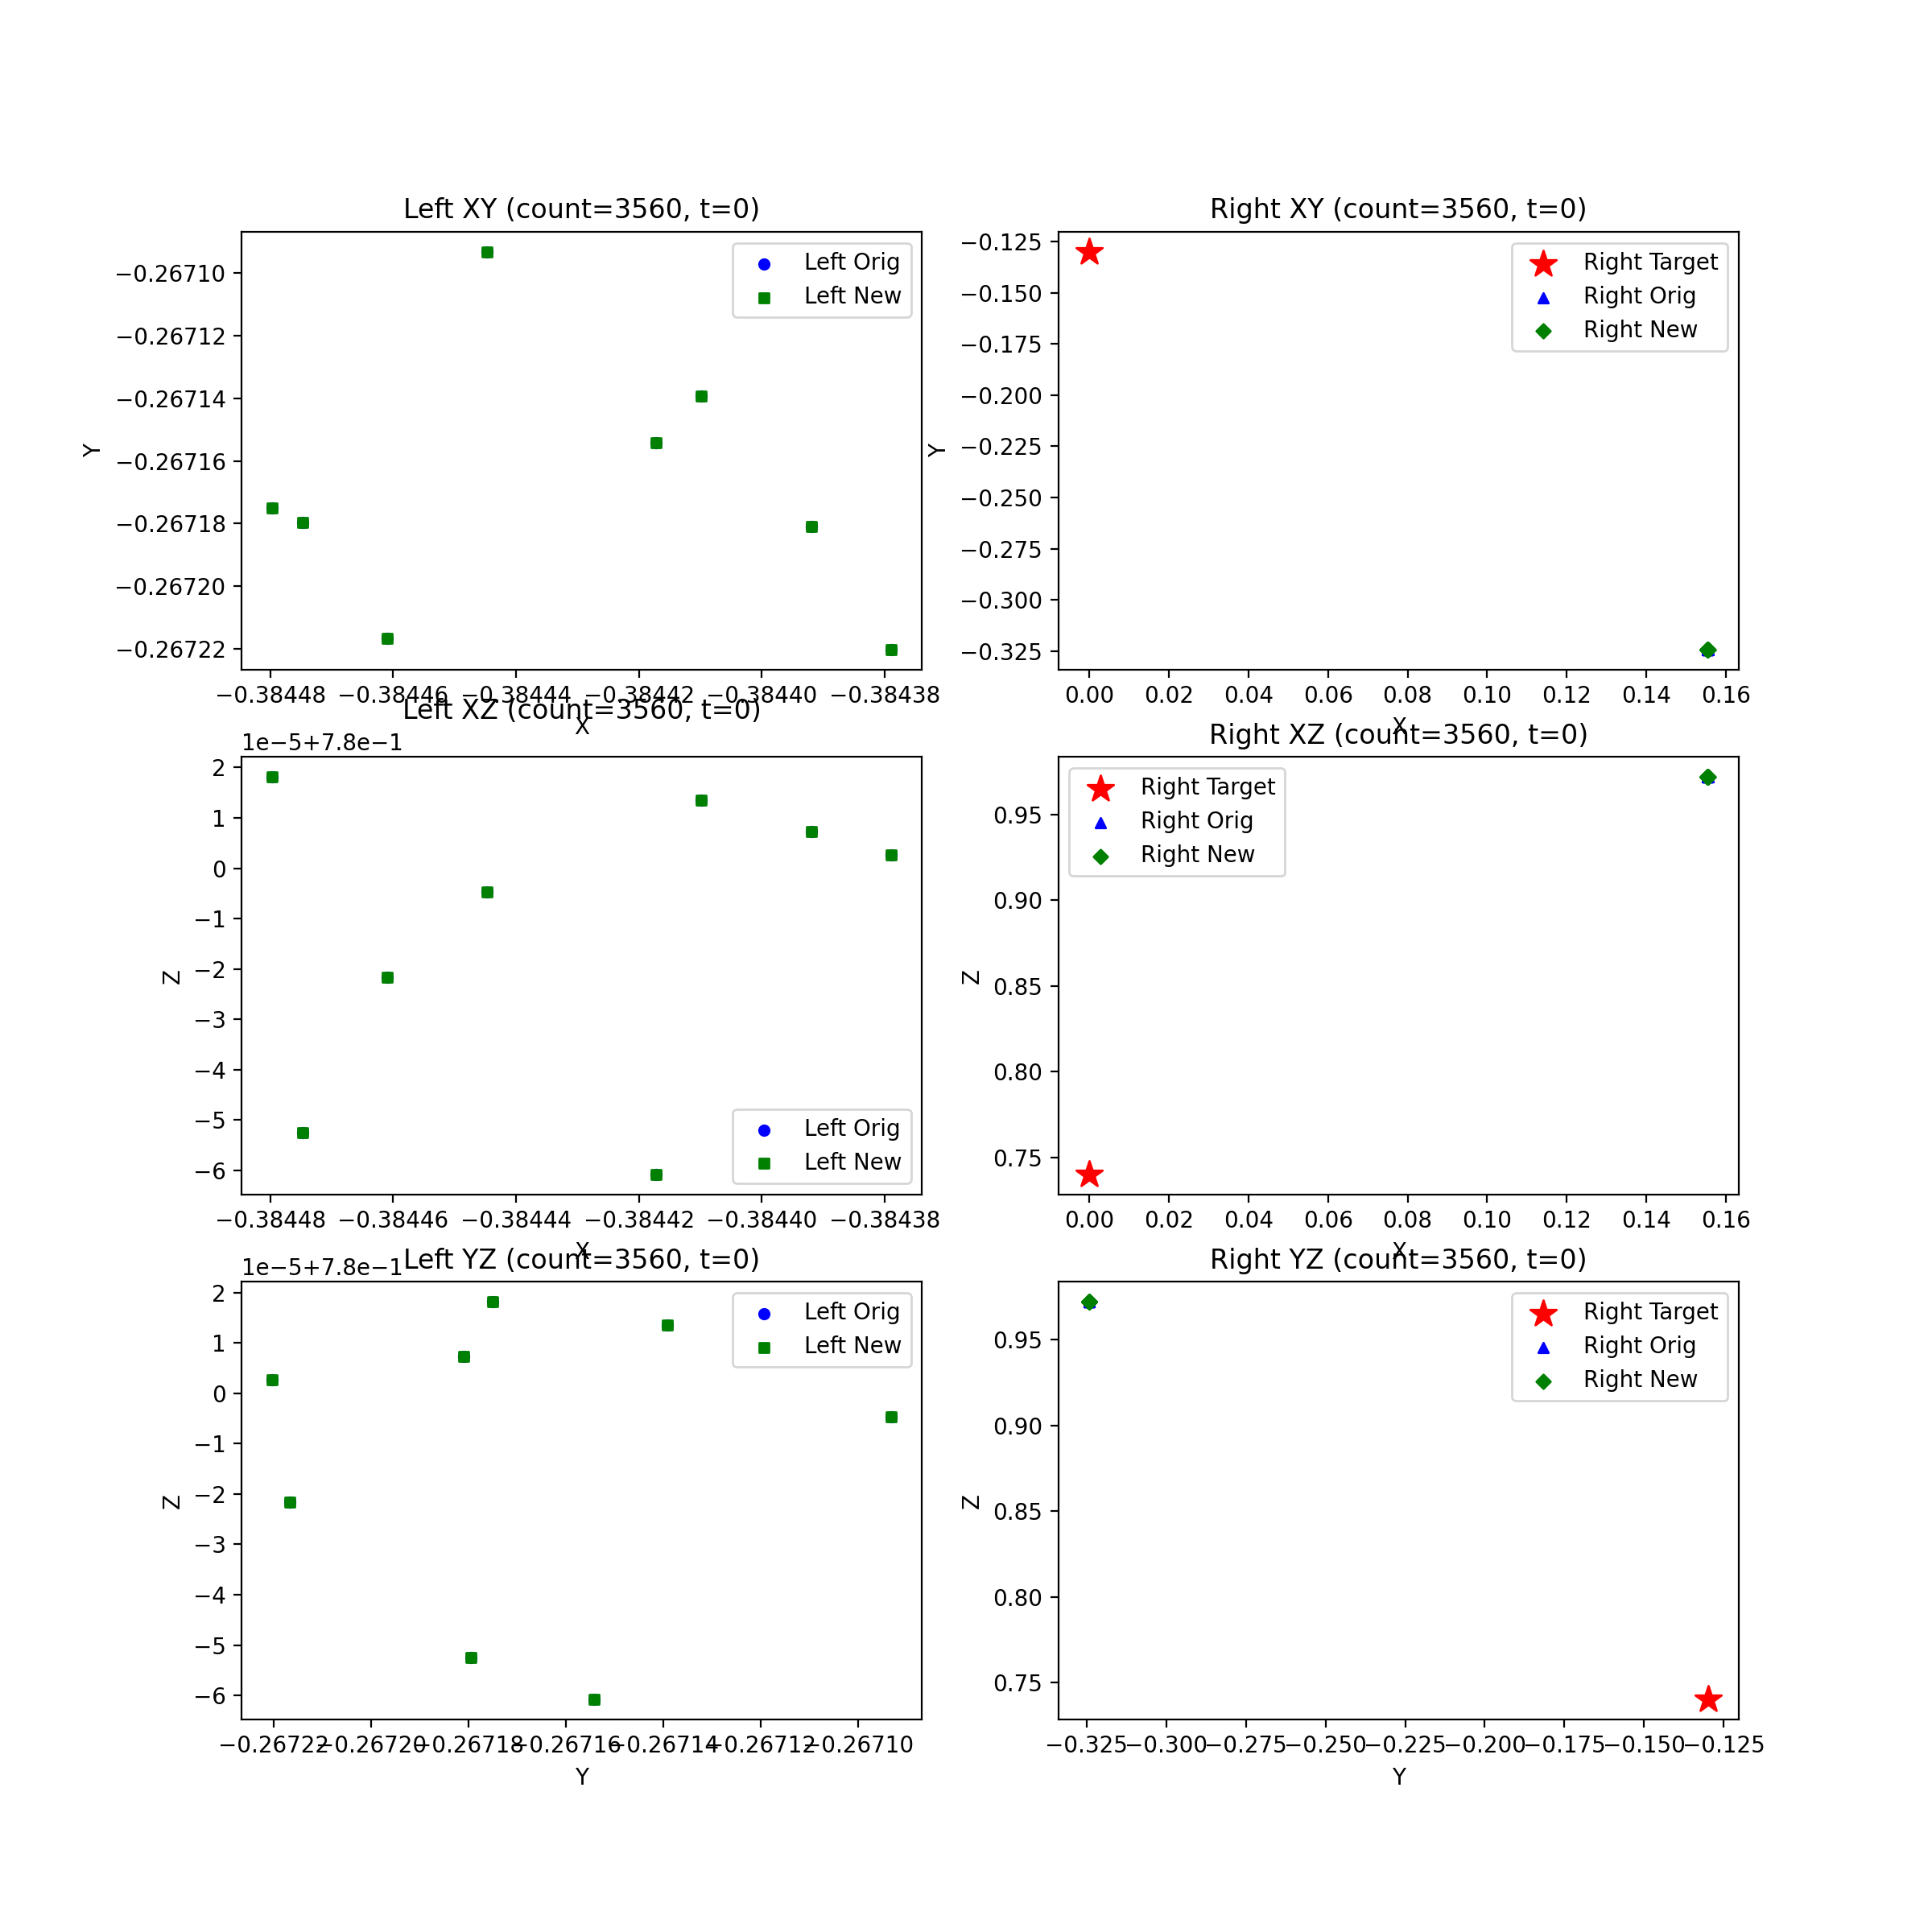 Left XY (count=3560, t=0)
−0.26710
−0.26712
−0.26714
−0.26716
−0.26718
−0.26720
−0.26722
Y
Left Orig
Left New
−0.38448 −0.38446 −0.38444 −0.38442 −0.38440 −0.38438
X
Right XY (count=3560, t=0)
−0.125
−0.150
−0.175
−0.200
−0.225
−0.250
−0.275
−0.300
−0.325
Y
Right Target
Right Orig
Right New
0.00 0.02 0.04 0.06 0.08 0.10 0.12 0.14 0.16
X
Left XZ (count=3560, t=0)
1e−5+7.8e−1
2
1
0
−1
−2
−3
−4
−5
−6
Z
Left Orig
Left New
−0.38448 −0.38446 −0.38444 −0.38442 −0.38440 −0.38438
X
Right XZ (count=3560, t=0)
0.95
0.90
0.85
0.80
0.75
Z
Right Target
Right Orig
Right New
0.00 0.02 0.04 0.06 0.08 0.10 0.12 0.14 0.16
X
Left YZ (count=3560, t=0)
1e−5+7.8e−1
2
1
0
−1
−2
−3
−4
−5
−6
Z
Left Orig
Left New
−0.26722 −0.26720 −0.26718 −0.26716 −0.26714 −0.26712 −0.26710
Y
Right YZ (count=3560, t=0)
0.95
0.90
0.85
0.80
0.75
Z
Right Target
Right Orig
Right New
−0.325 −0.300 −0.275 −0.250 −0.225 −0.200 −0.175 −0.150 −0.125
Y